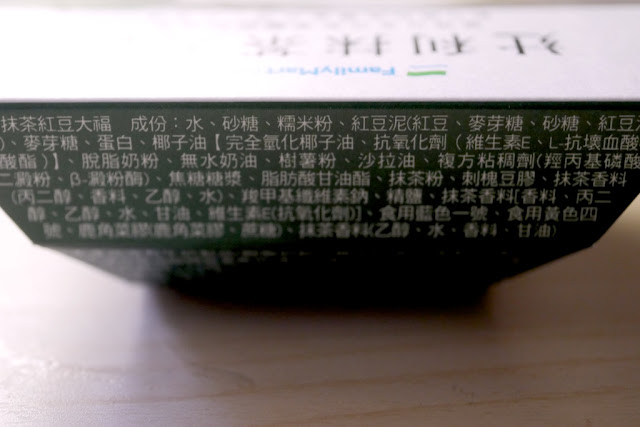 辻利抹茶
FamilyMart
抹茶紅豆大福 成份：水、砂糖、糯米粉、紅豆泥(紅豆、麥芽糖、砂糖、紅豆
)、麥芽糖、蛋白、椰子油【完全氫化椰子油、抗氧化劑（維生素E、L-抗壞血酸
酸酯）】、脫脂奶粉、無水奶油、樹薯粉、沙拉油、複方粘稠劑(羥丙基磷酸
二澱粉、β-澱粉酶)、焦糖糖漿、脂肪酸甘油酯、抹茶粉、刺槐豆膠、抹茶香料
(丙二醇、香料、乙醇、水)、羧甲基纖維素鈉、精鹽、抹茶香料[香料、丙二
醇、乙醇、水、甘油、維生素E(抗氧化劑)]、食用藍色一號、食用黃色四
號、鹿角菜膠(鹿角菜膠、蔗糖)、抹茶香料(乙醇、水、香料、甘油)